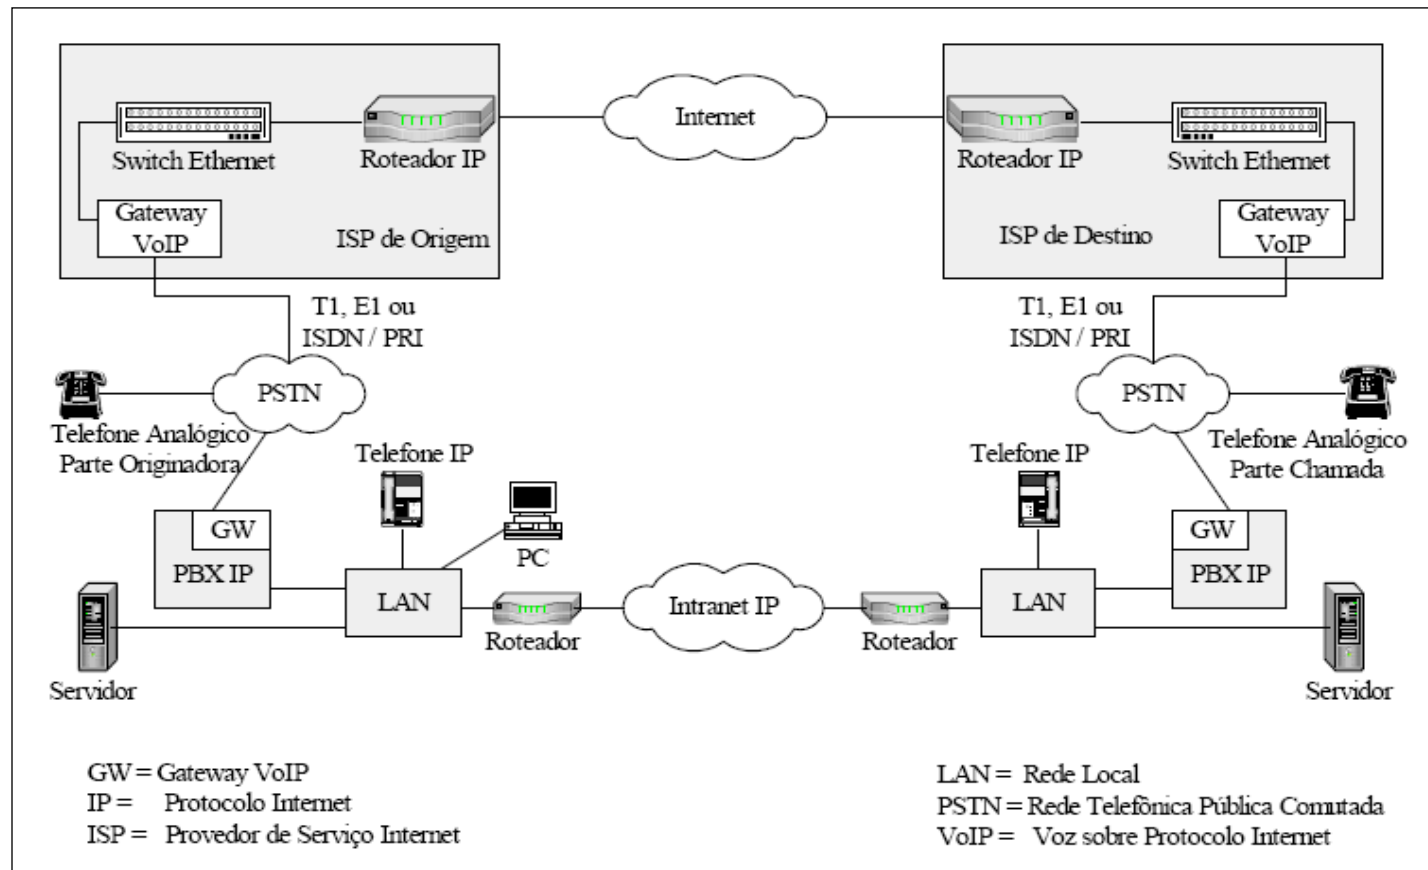 Internet
Switch Ethernet
Roteador IP
Roteador IP
Switch Ethernet
Gateway
VoIP
ISP de Origem
ISP de Destino
Gateway
VoIP
T1, E1 ou
ISDN / PRI
T1, E1 ou
ISDN / PRI
PSTN
PSTN
Telefone Analógico
Parte Originadora
Telefone IP
Telefone IP
Telefone Analógico
Parte Chamada
GW
PBX IP
PC
GW
PBX IP
LAN
Intranet IP
LAN
Roteador
Roteador
Servidor
Servidor
GW = Gateway VoIP
IP = Protocolo Internet
ISP = Provedor de Serviço Internet
LAN = Rede Local
PSTN = Rede Telefônica Pública Comutada
VoIP = Voz sobre Protocolo Internet